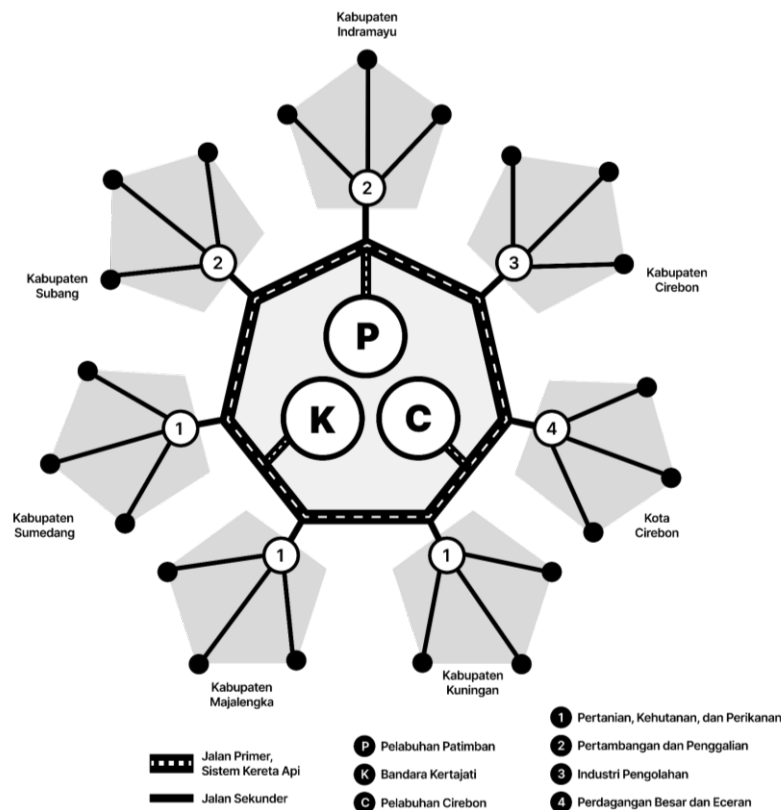 Kabupaten
Indramayu
2
2
3
Kabupaten
Subang
Kabupaten
Cirebon
P
K
C
1
4
Kabupaten
Sumedang
Kota
Cirebon
1
1
Kabupaten
Majalengka
Kabupaten
Kuningan
Jalan Primer,
Sistem Kereta Api
Jalan Sekunder
P Pelabuhan Patimban
K Bandara Kertajati
C Pelabuhan Cirebon
1 Pertanian, Kehutanan, dan Perikanan
2 Pertambangan dan Penggalian
3 Industri Pengolahan
4 Perdagangan Besar dan Eceran